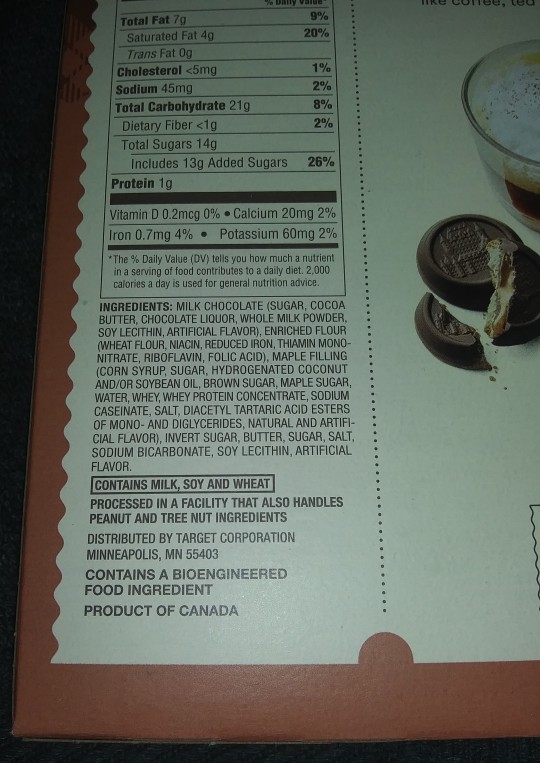 % Daily Value*
like coffee, tea
Total Fat 7g 9%
Saturated Fat 4g 20%
Trans Fat 0g
Cholesterol <5mg 1%
Sodium 45mg 2%
Total Carbohydrate 21g 8%
Dietary Fiber <1g 2%
Total Sugars 14g
Includes 13g Added Sugars 26%
Protein 1g
Vitamin D 0.2mcg 0% • Calcium 20mg 2%
Iron 0.7mg 4% • Potassium 60mg 2%
*The % Daily Value (DV) tells you how much a nutrient
in a serving of food contributes to a daily diet. 2,000
calories a day is used for general nutrition advice.
INGREDIENTS: MILK CHOCOLATE (SUGAR, COCOA
BUTTER, CHOCOLATE LIQUOR, WHOLE MILK POWDER,
SOY LECITHIN, ARTIFICIAL FLAVOR), ENRICHED FLOUR
(WHEAT FLOUR, NIACIN, REDUCED IRON, THIAMIN MONO-
NITRATE, RIBOFLAVIN, FOLIC ACID), MAPLE FILLING
(CORN SYRUP, SUGAR, HYDROGENATED COCONUT
AND/OR SOYBEAN OIL, BROWN SUGAR, MAPLE SUGAR,
WATER, WHEY, WHEY PROTEIN CONCENTRATE, SODIUM
CASEINATE, SALT, DIACETYL TARTARIC ACID ESTERS
OF MONO- AND DIGLYCERIDES, NATURAL AND ARTIFI-
CIAL FLAVOR), INVERT SUGAR, BUTTER, SUGAR, SALT,
SODIUM BICARBONATE, SOY LECITHIN, ARTIFICIAL
FLAVOR.
CONTAINS MILK, SOY AND WHEAT
PROCESSED IN A FACILITY THAT ALSO HANDLES
PEANUT AND TREE NUT INGREDIENTS
DISTRIBUTED BY TARGET CORPORATION
MINNEAPOLIS, MN 55403
CONTAINS A BIOENGINEERED
FOOD INGREDIENT
PRODUCT OF CANADA